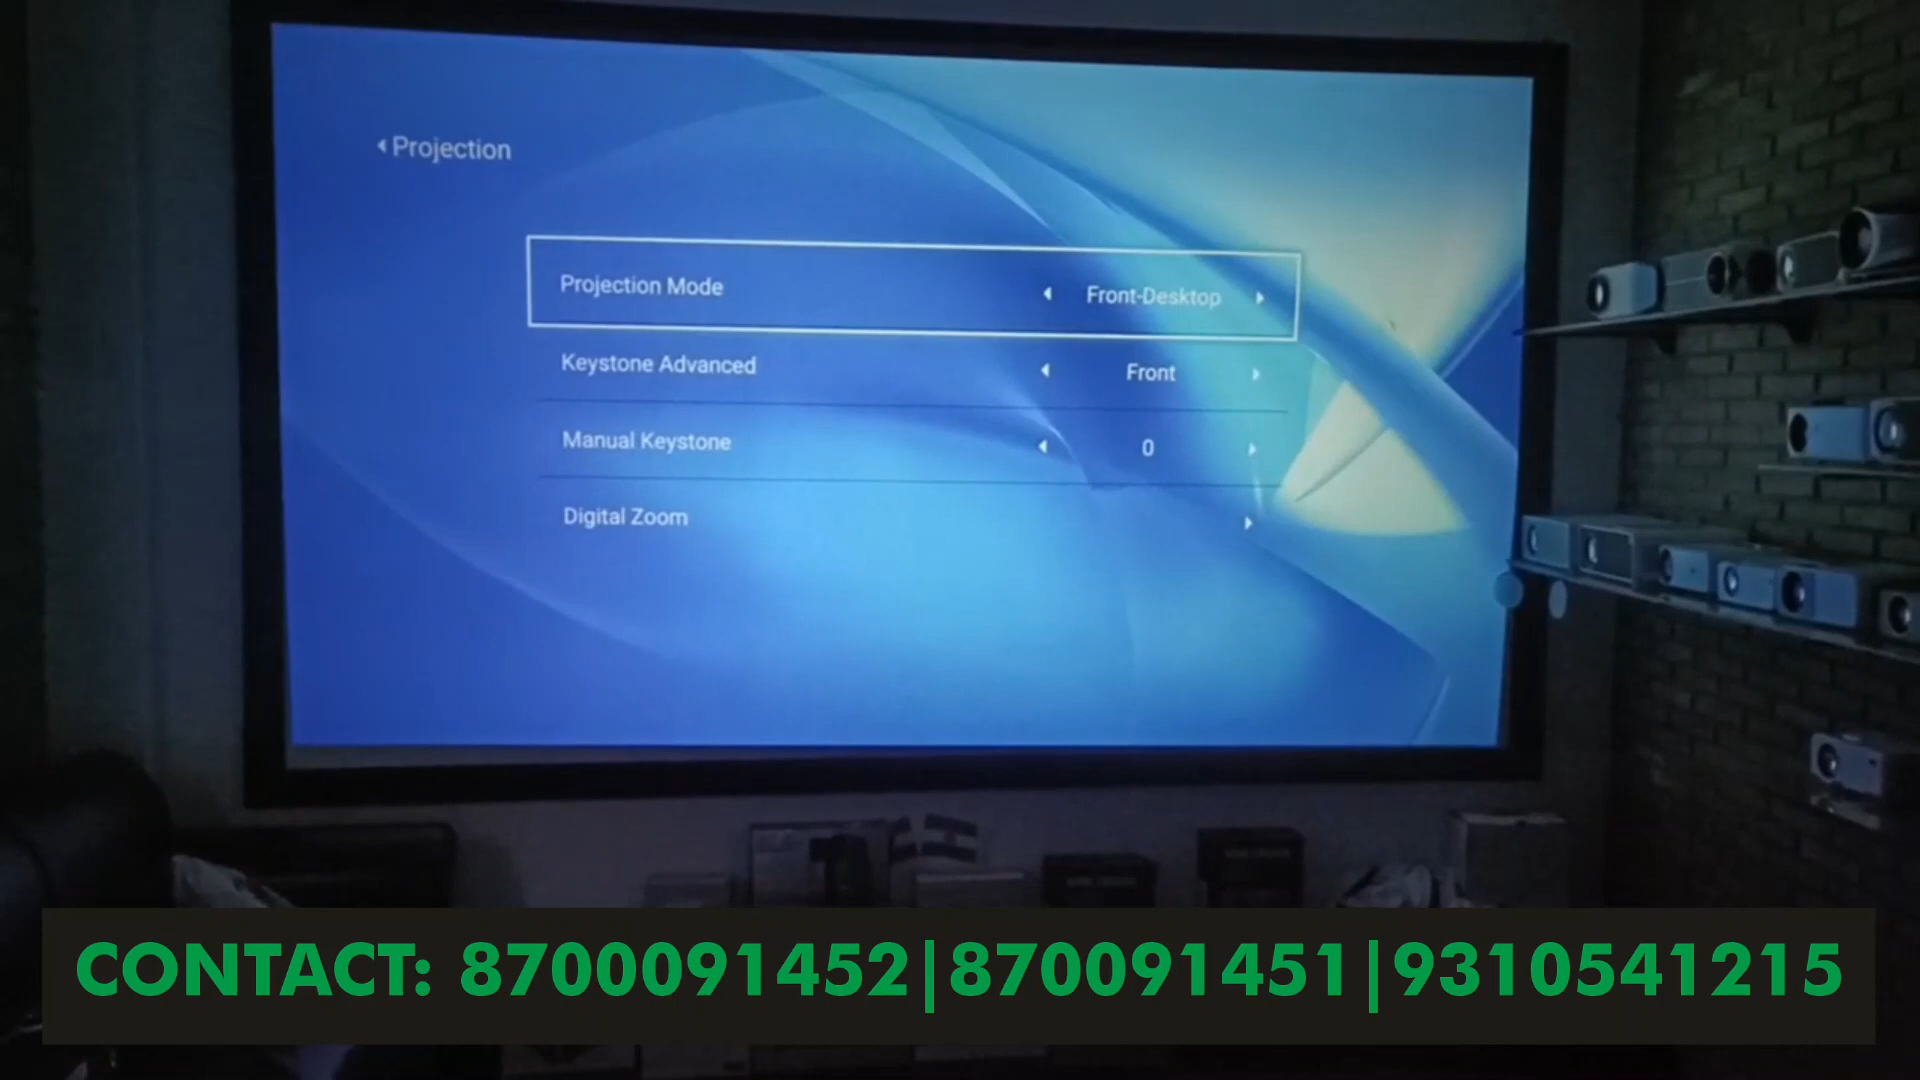 Projection
Projection Mode Front-Desktop
Keystone Advanced Front
Manual Keystone 0
Digital Zoom
CONTACT: 8700091452|870091451|9310541215